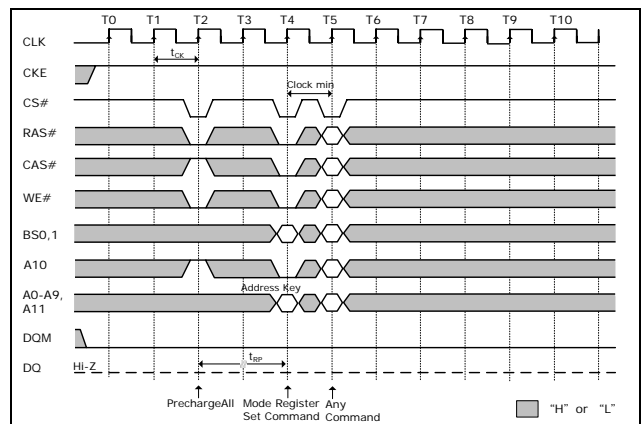 T0 T1 T2 T3 T4 T5 T6 T7 T8 T9 T10
CLK
tCK
CKE
Clock min
CS#
RAS#
CAS#
WE#
BS0,1
A10
Address Key
A0-A9,
A11
DQM
tRP
DQ Hi-Z
PrechargeAll Mode Register Any
Set Command Command
"H" or "L"